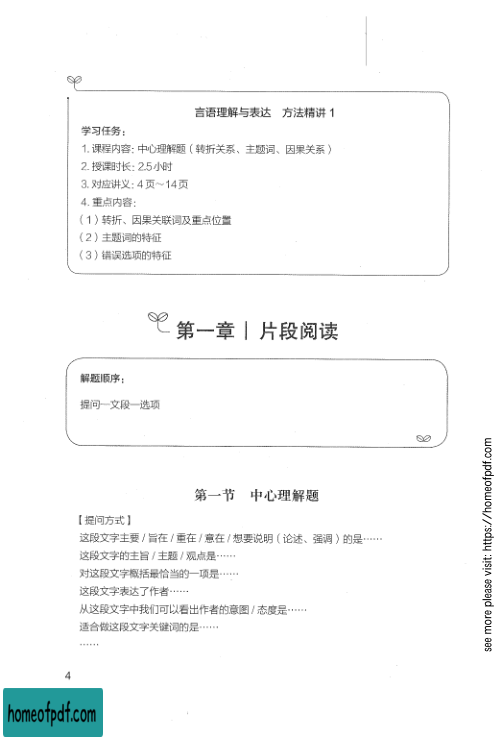 言语理解与表达 方法精讲 1
学习任务：
1. 课程内容：中心理解题（转折关系、主题词、因果关系）
2. 授课时长：2.5小时
3. 对应讲义：4页～14页
4. 重点内容：
（1）转折、因果关联词及重点位置
（2）主题词的特征
（3）错误选项的特征
第一章 | 片段阅读
解题顺序：
提问—文段—选项
第一节 中心理解题
【提问方式】
这段文字主要 / 旨在 / 重在 / 意在 / 想要说明（论述、强调）的是……
这段文字的主旨 / 主题 / 观点是……
对这段文字概括最恰当的一项是……
这段文字表达了作者……
从这段文字中我们可以看出作者的意图 / 态度是……
适合做这段文字关键词的是……
……
4
homeofpdf.com
see more please visit: https://homeofpdf.com